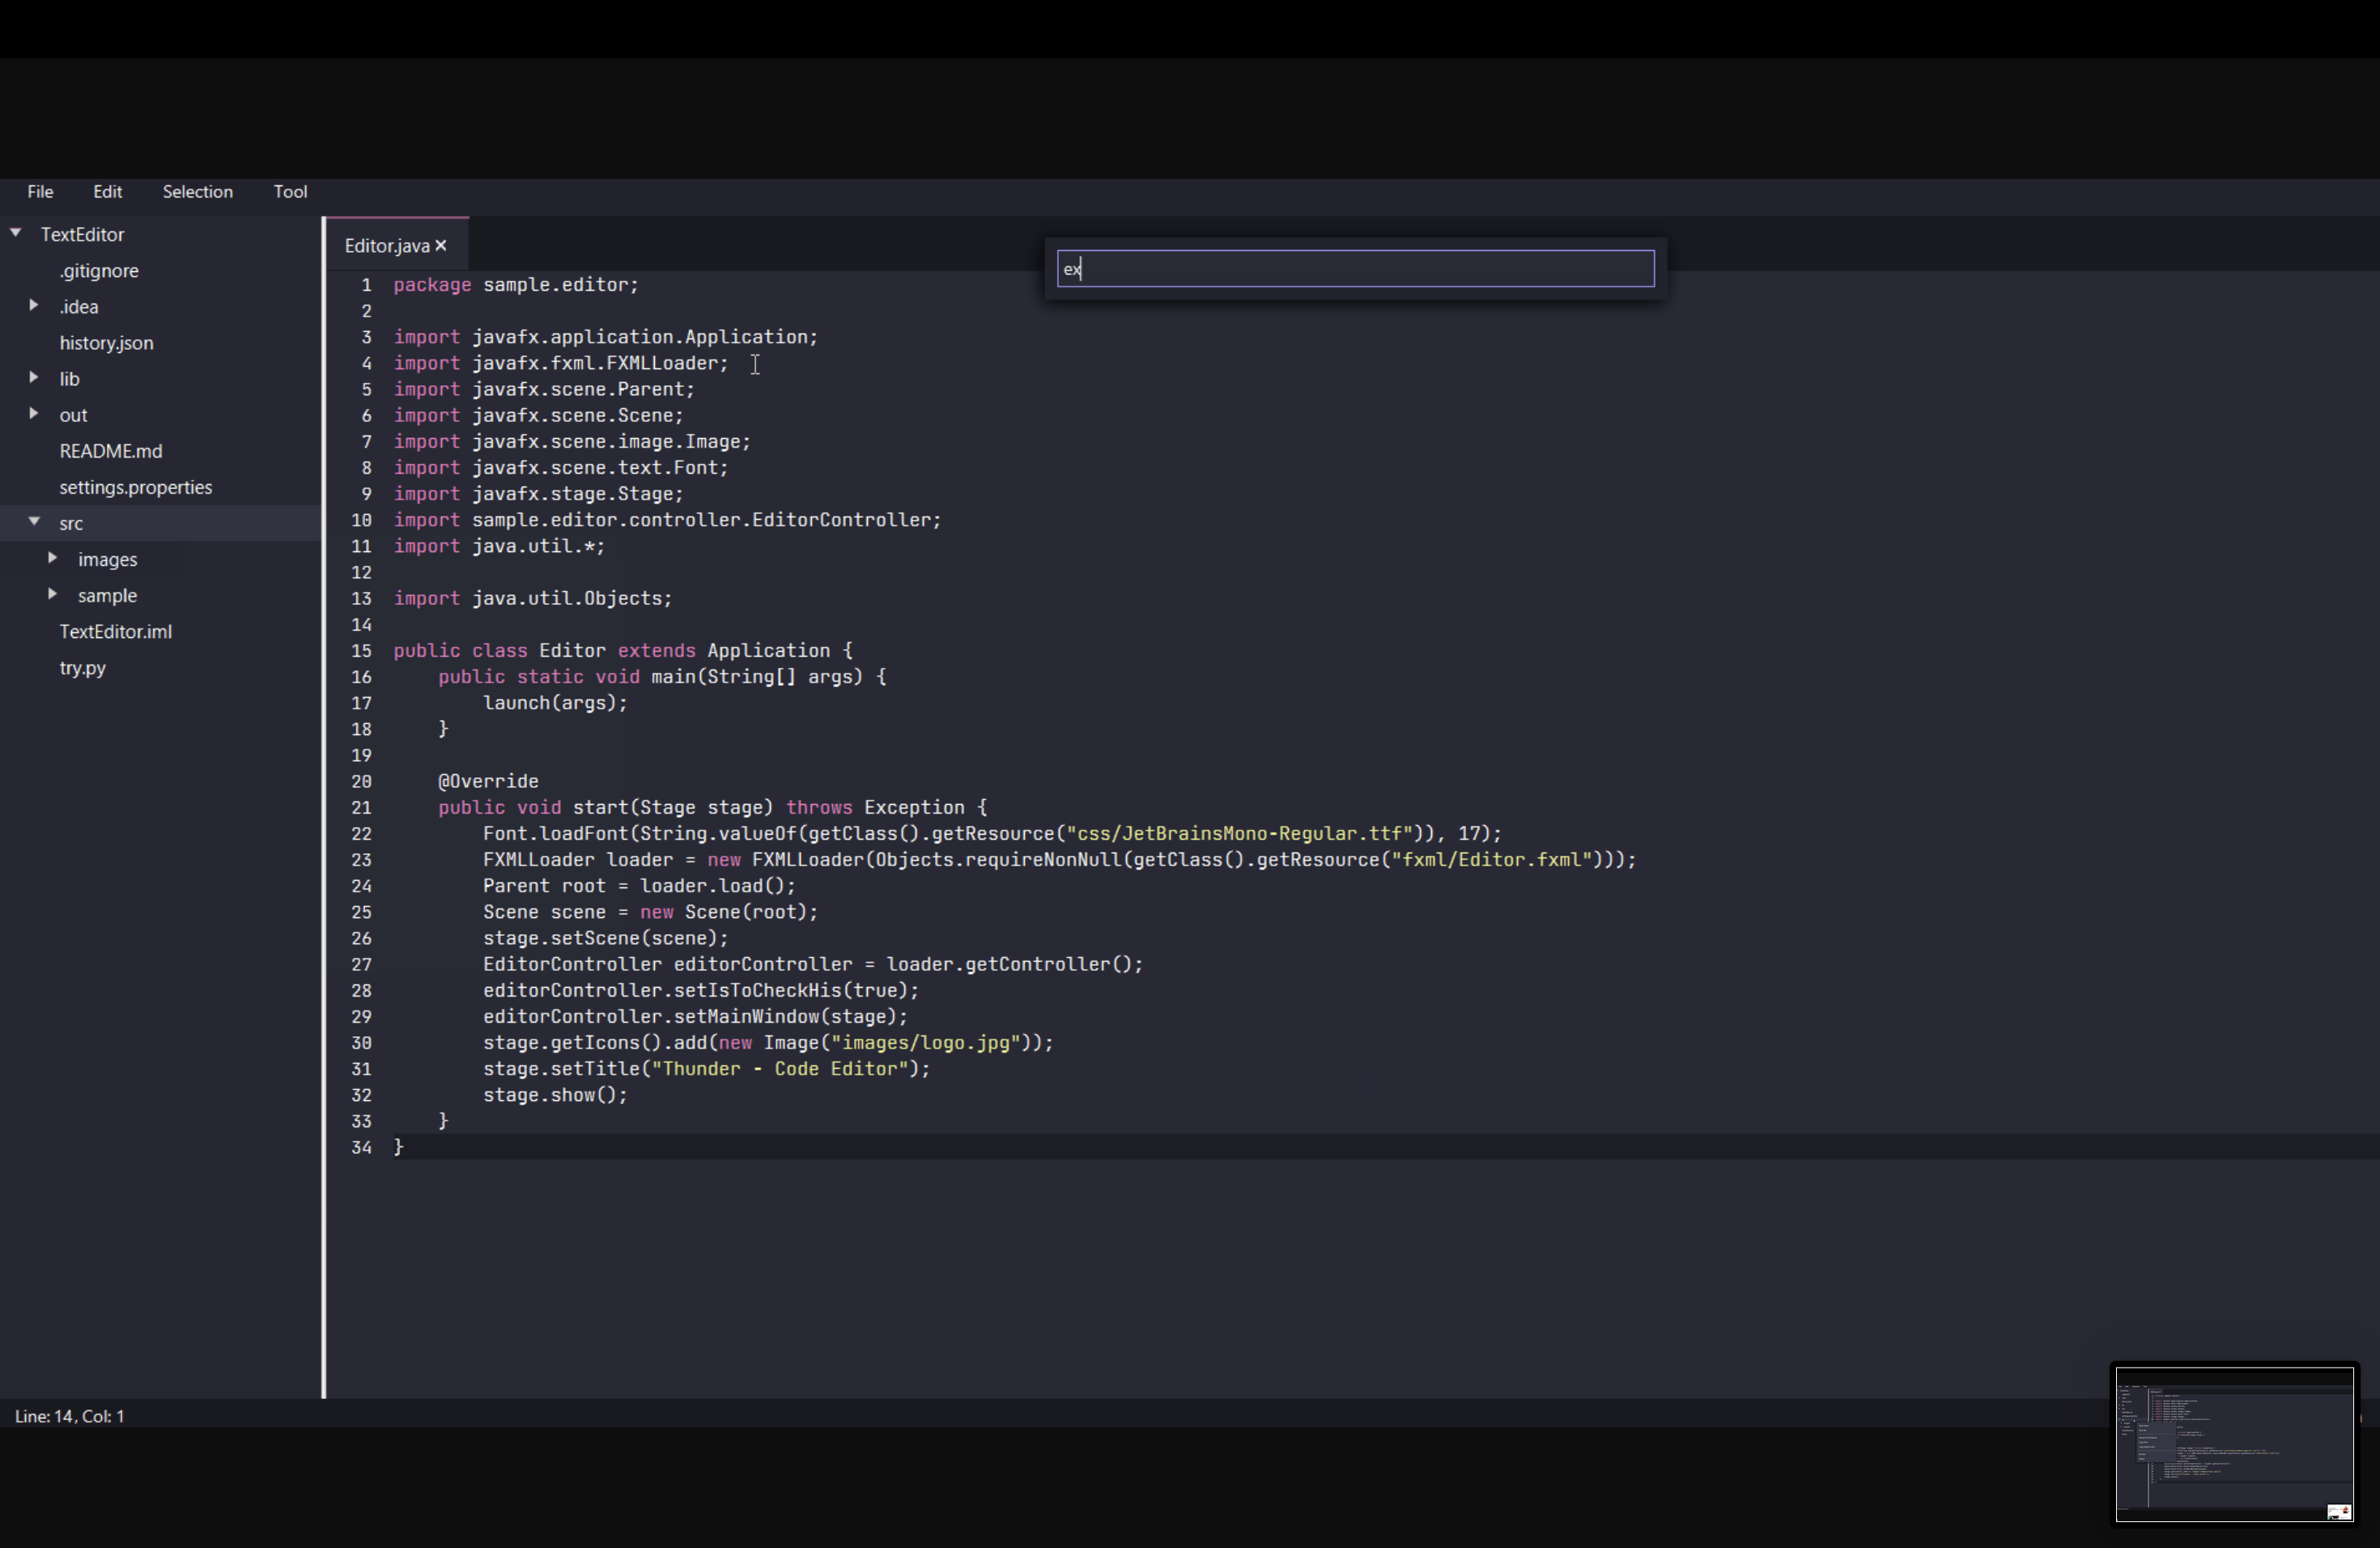 File Edit Selection Tool
TextEditor
.gitignore
.idea
history.json
lib
out
README.md
settings.properties
src
images
sample
TextEditor.iml
try.py
Editor.java ×
ex
1 package sample.editor;
2
3 import javafx.application.Application;
4 import javafx.fxml.FXMLLoader;
5 import javafx.scene.Parent;
6 import javafx.scene.Scene;
7 import javafx.scene.image.Image;
8 import javafx.scene.text.Font;
9 import javafx.stage.Stage;
10 import sample.editor.controller.EditorController;
11 import java.util.*;
12
13 import java.util.Objects;
14
15 public class Editor extends Application {
16     public static void main(String[] args) {
17         launch(args);
18     }
19
20     @Override
21     public void start(Stage stage) throws Exception {
22         Font.loadFont(String.valueOf(getClass().getResource("css/JetBrainsMono-Regular.ttf")), 17);
23         FXMLLoader loader = new FXMLLoader(Objects.requireNonNull(getClass().getResource("fxml/Editor.fxml")));
24         Parent root = loader.load();
25         Scene scene = new Scene(root);
26         stage.setScene(scene);
27         EditorController editorController = loader.getController();
28         editorController.setIsToCheckHis(true);
29         editorController.setMainWindow(stage);
30         stage.getIcons().add(new Image("images/logo.jpg"));
31         stage.setTitle("Thunder - Code Editor");
32         stage.show();
33     }
34 }
Line: 14, Col: 1